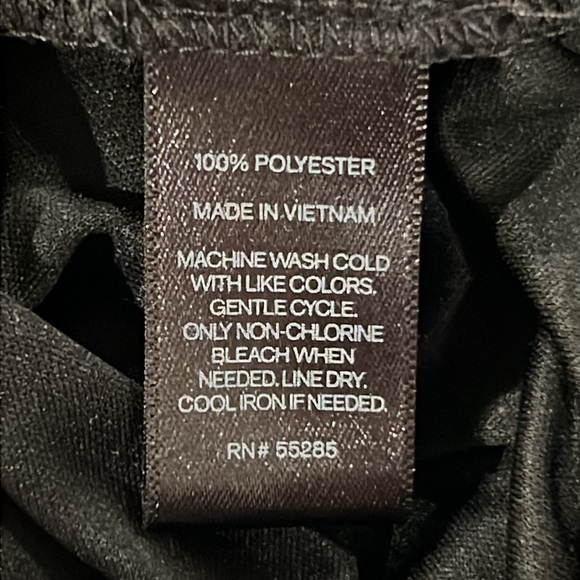 100% POLYESTER
MADE IN VIETNAM
MACHINE WASH COLD
WITH LIKE COLORS.
GENTLE CYCLE.
ONLY NON-CHLORINE
BLEACH WHEN
NEEDED. LINE DRY.
COOL IRON IF NEEDED.
RN# 55285